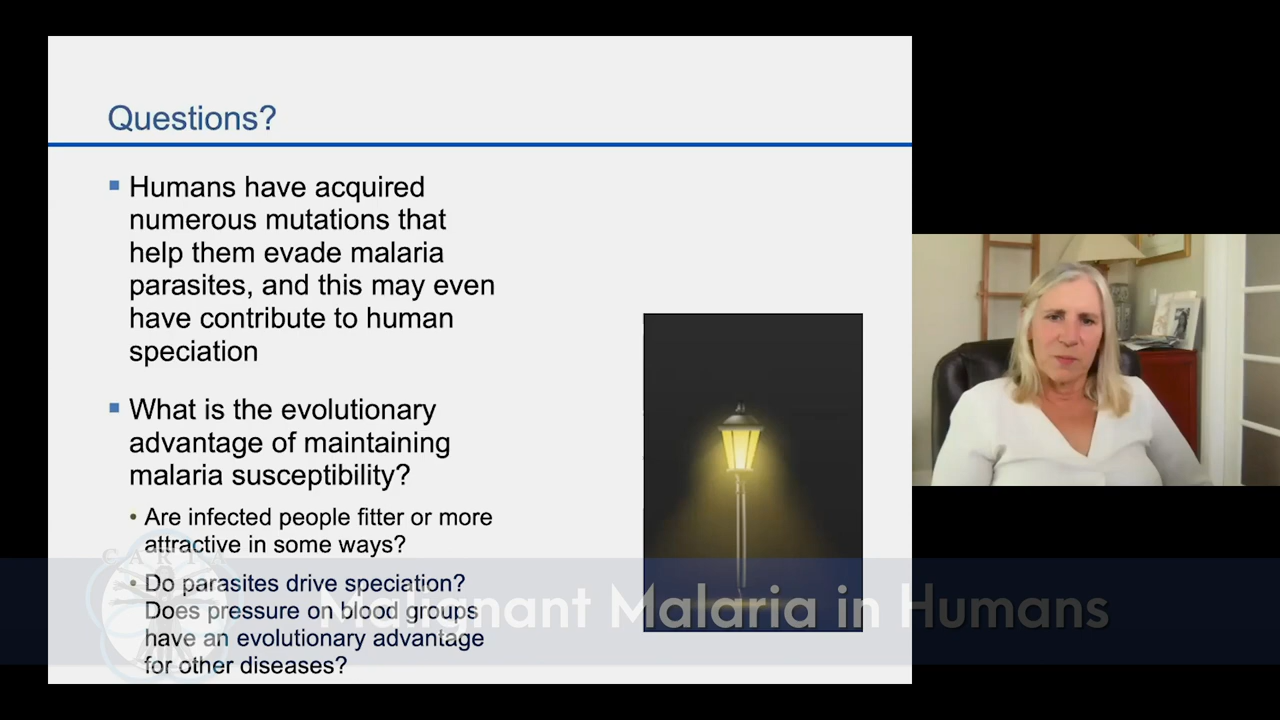 Questions?
Humans have acquired
numerous mutations that
help them evade malaria
parasites, and this may even
have contribute to human
speciation
What is the evolutionary
advantage of maintaining
malaria susceptibility?
Are infected people fitter or more
attractive in some ways?
Do parasites drive speciation?
Does pressure on blood groups
have an evolutionary advantage
for other diseases?
CARTA
Malignant Malaria in Humans